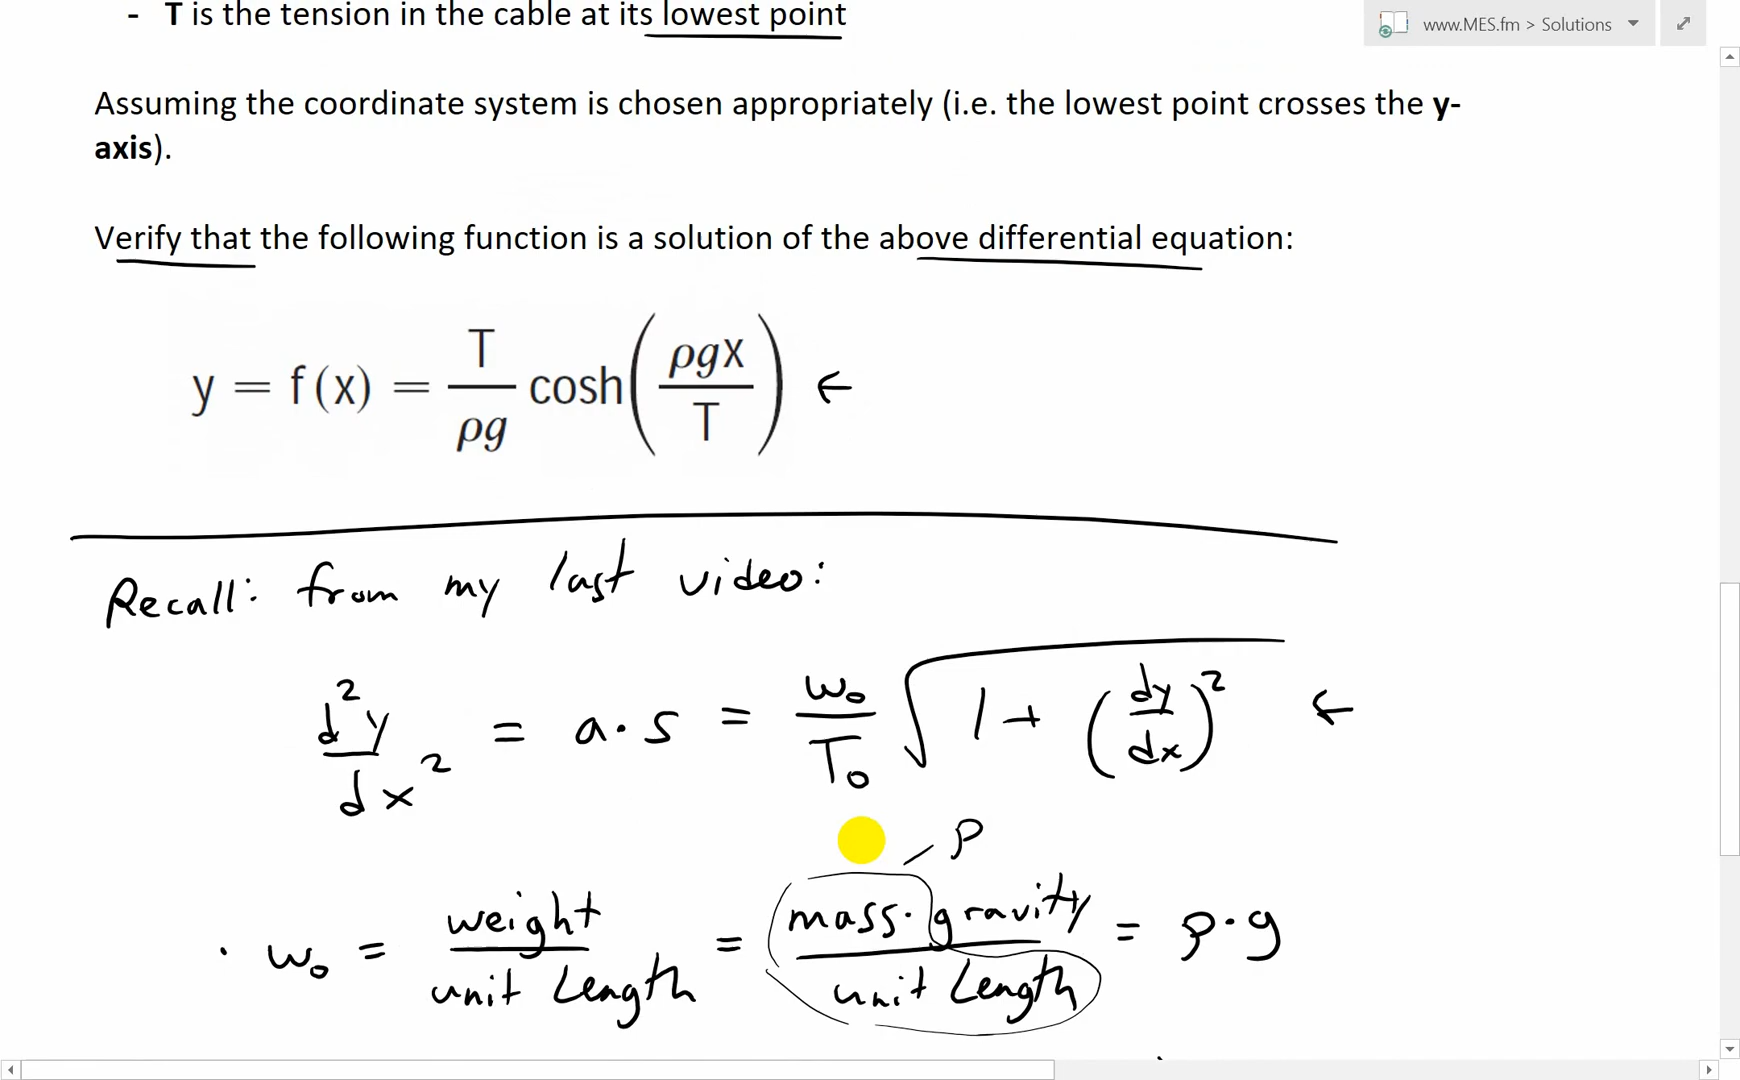 - T is the tension in the cable at its lowest point
www.MES.fm > Solutions
Assuming the coordinate system is chosen appropriately (i.e. the lowest point crosses the y-
axis).
Verify that the following function is a solution of the above differential equation:
y = f(x) = T/ρg cosh(ρgx/T) ←
Recall: from my last video:
d²y/dx² = a·s = w₀/T₀ √(1 + (dy/dx)²) ←
ρ
· w₀ = weight/unit Length = mass·gravity/unit Length = ρ·g